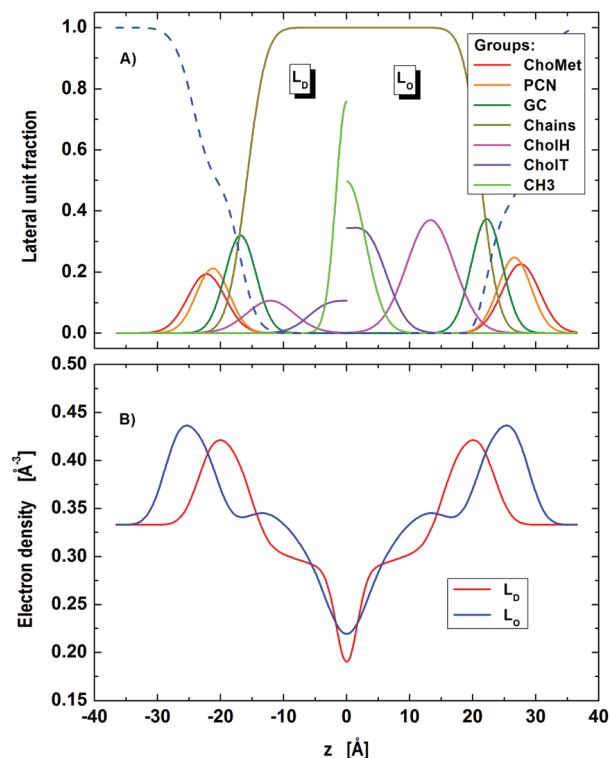 A)
L_D
L_O
Groups:
ChoMet
PCN
GC
Chains
CholH
CholT
CH3
Lateral unit fraction
1.0
0.8
0.6
0.4
0.2
0.0
B)
Electron density [Å⁻³]
0.50
0.45
0.40
0.35
0.30
0.25
0.20
0.15
L_D
L_O
-40 -30 -20 -10 0 10 20 30 40
z [Å]